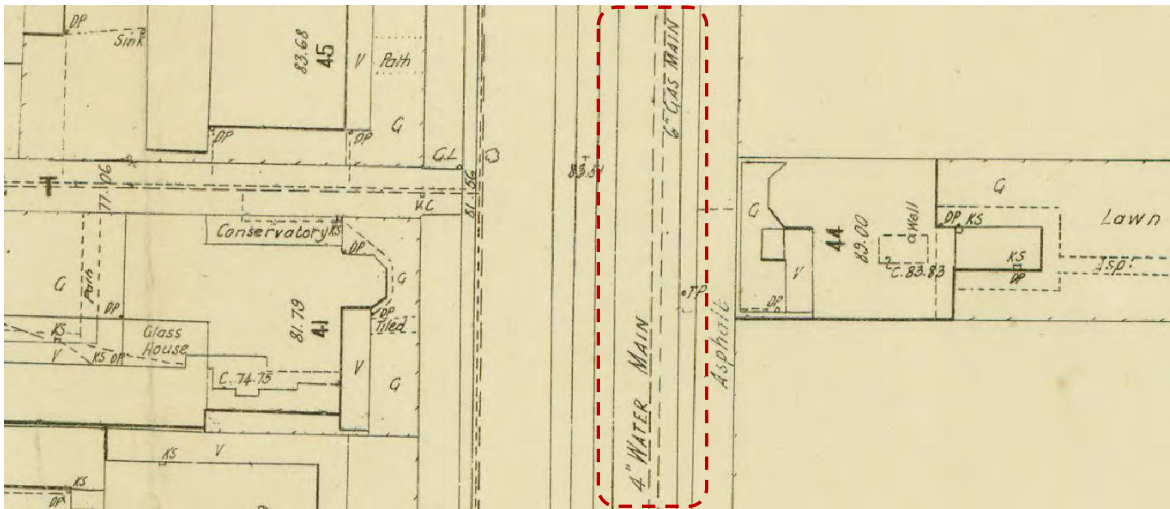 DP
Sink
83.68
45
V
Path
G
DP
DP
G.L
77.06
81.56
V.C
83.51
6" GAS MAIN
4" WATER MAIN
TP
Asphalt
Conservatory
KS
DP
G
Path
G
DP
DP
Tiled
81.79
41
V
G
Glass
House
KS
V
KS
DP
C.74.75
V
KS
KS
DP
G
V
DP
44
89.00
Well
C.83.83
DP
KS
G
Lawn
KS
DP